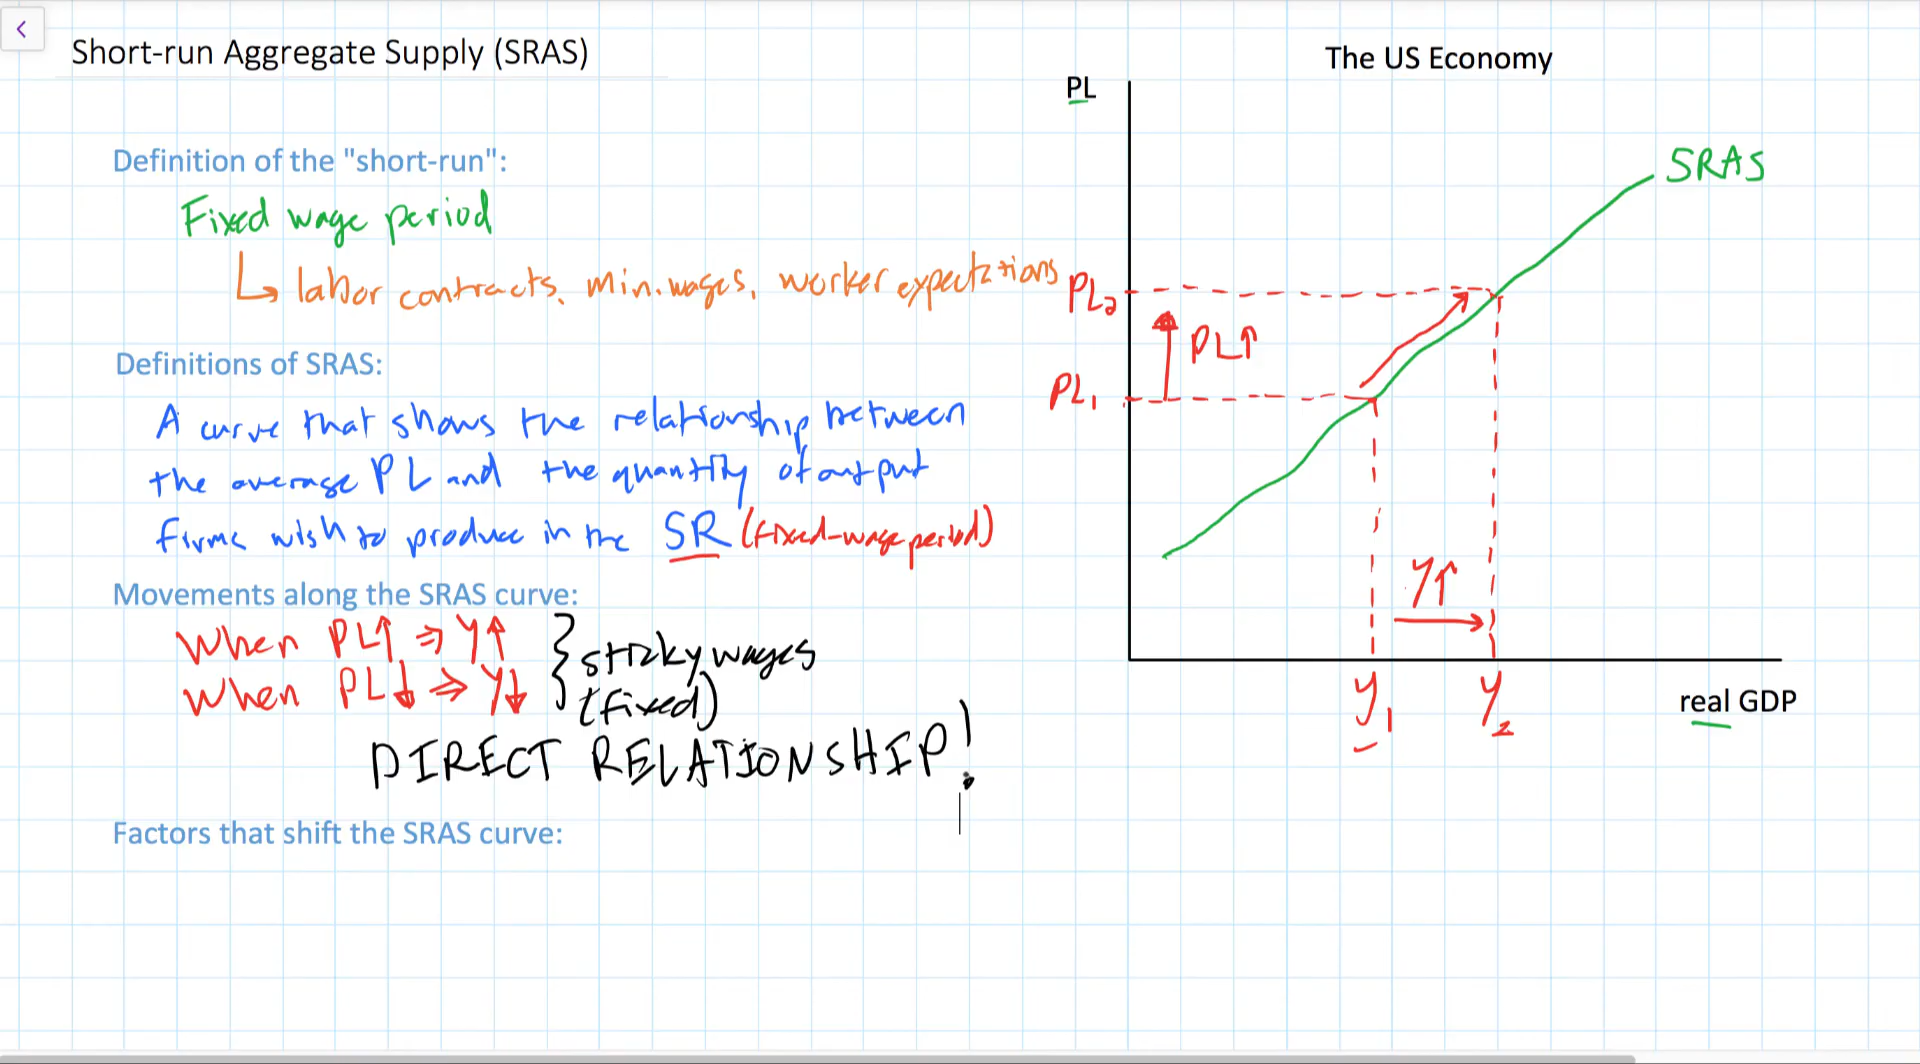 Short-run Aggregate Supply (SRAS)
Definition of the "short-run":
Fixed wage period
↳ labor contracts, min. wages, worker expectations
Definitions of SRAS:
A curve that shows the relationship between
the average PL and the quantity of output
firms wish to produce in the SR (fixed-wage period)
Movements along the SRAS curve:
When PL↑ ⇒ Y↑
When PL↓ ⇒ Y↓
} sticky wages
(fixed)
DIRECT RELATIONSHIP!
Factors that shift the SRAS curve:
The US Economy
PL
SRAS
PL2
PL↑
PL1
Y↑
Y1
Y2
real GDP